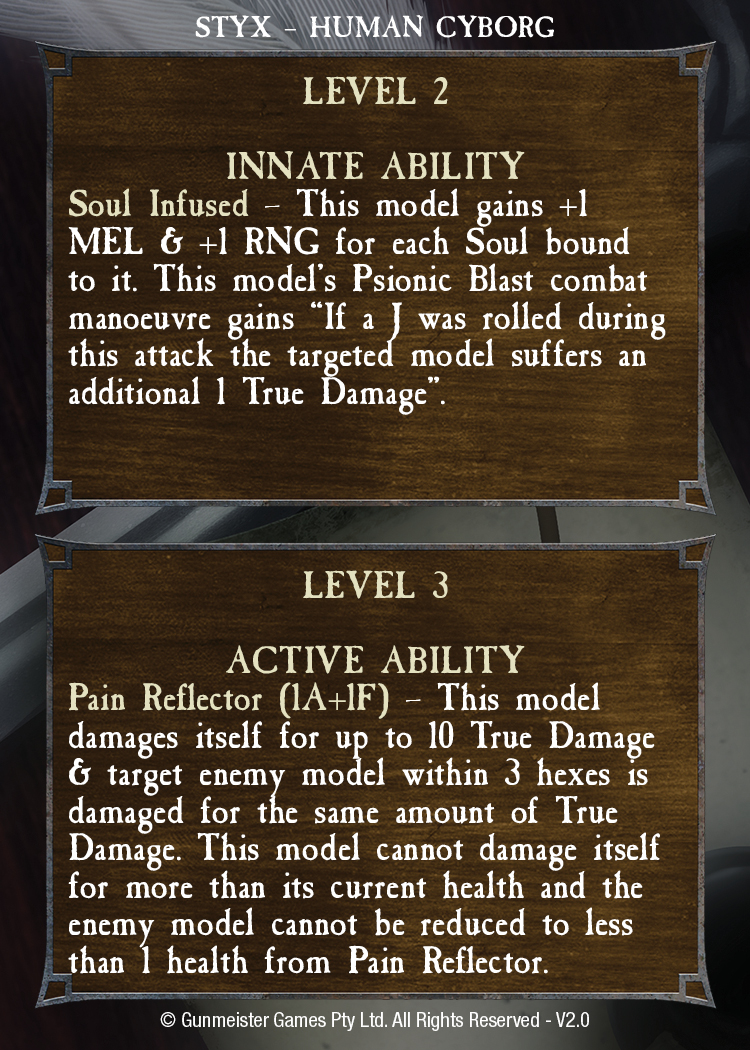 STYX – HUMAN CYBORG
LEVEL 2
INNATE ABILITY
Soul Infused – This model gains +1
MEL & +1 RNG for each Soul bound
to it. This model's Psionic Blast combat
manoeuvre gains “If a J was rolled during
this attack the targeted model suffers an
additional 1 True Damage”.
LEVEL 3
ACTIVE ABILITY
Pain Reflector (1A+1F) – This model
damages itself for up to 10 True Damage
& target enemy model within 3 hexes is
damaged for the same amount of True
Damage. This model cannot damage itself
for more than its current health and the
enemy model cannot be reduced to less
than 1 health from Pain Reflector.
© Gunmeister Games Pty Ltd. All Rights Reserved - V2.0